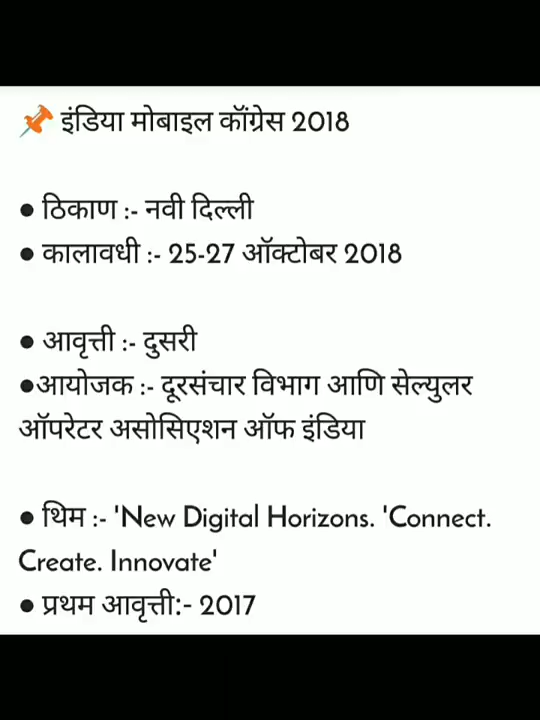 📌 इंडिया मोबाइल कॉंग्रेस 2018
● ठिकाण :- नवी दिल्ली
● कालावधी :- 25-27 ऑक्टोबर 2018
● आवृत्ती :- दुसरी
●आयोजक :- दूरसंचार विभाग आणि सेल्युलर
ऑपरेटर असोसिएशन ऑफ इंडिया
● थिम :- 'New Digital Horizons. 'Connect.
Create. Innovate'
● प्रथम आवृत्ती:- 2017